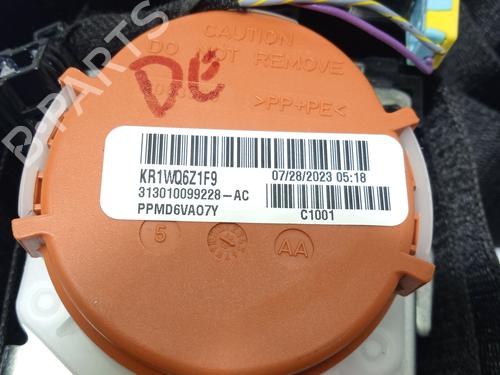 CAUTION
DO NOT REMOVE
DE
>PP+PE<
KR1WQ6Z1F9
07/28/2023 05:18
313010099228-AC
PPMD6VA07Y
C1001
5
AA
B-PARTS